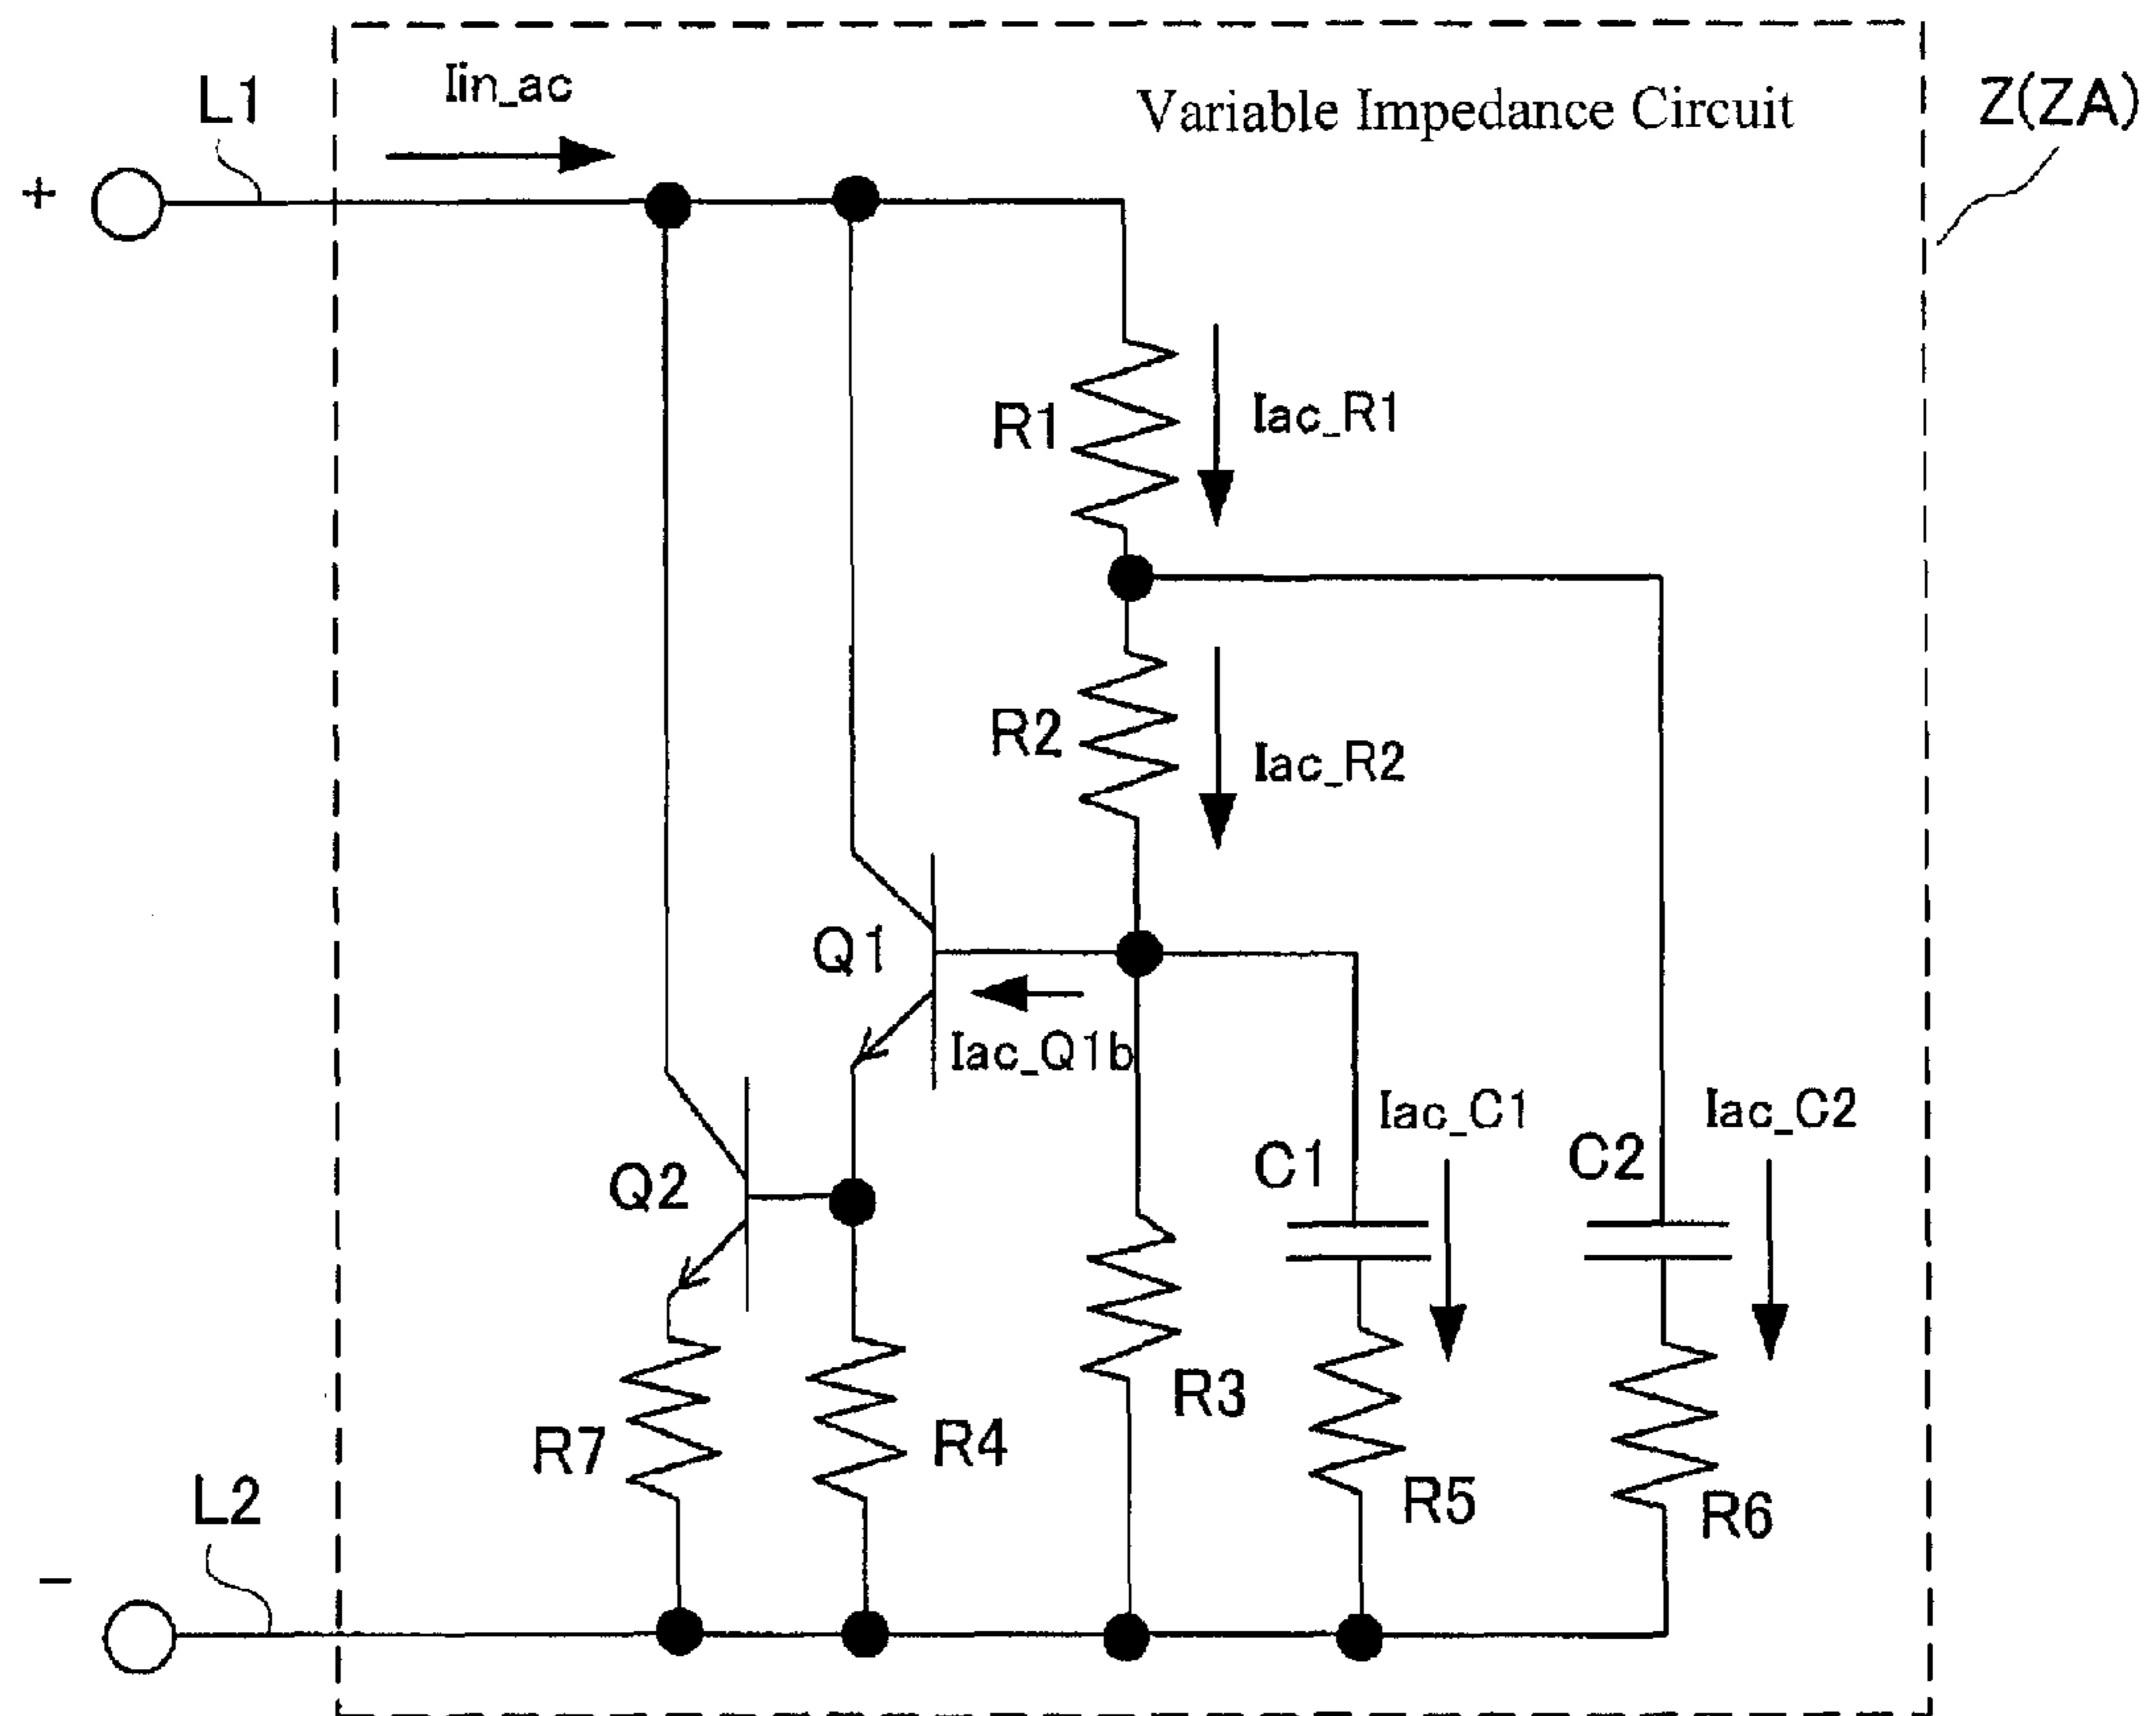 L1
Iin_ac
Variable Impedance Circuit
Z(ZA)
+
R1
Iac_R1
R2
Iac_R2
Q1
Iac_Q1b
Q2
C1
Iac_C1
C2
Iac_C2
R7
R4
R3
R5
R6
L2
−